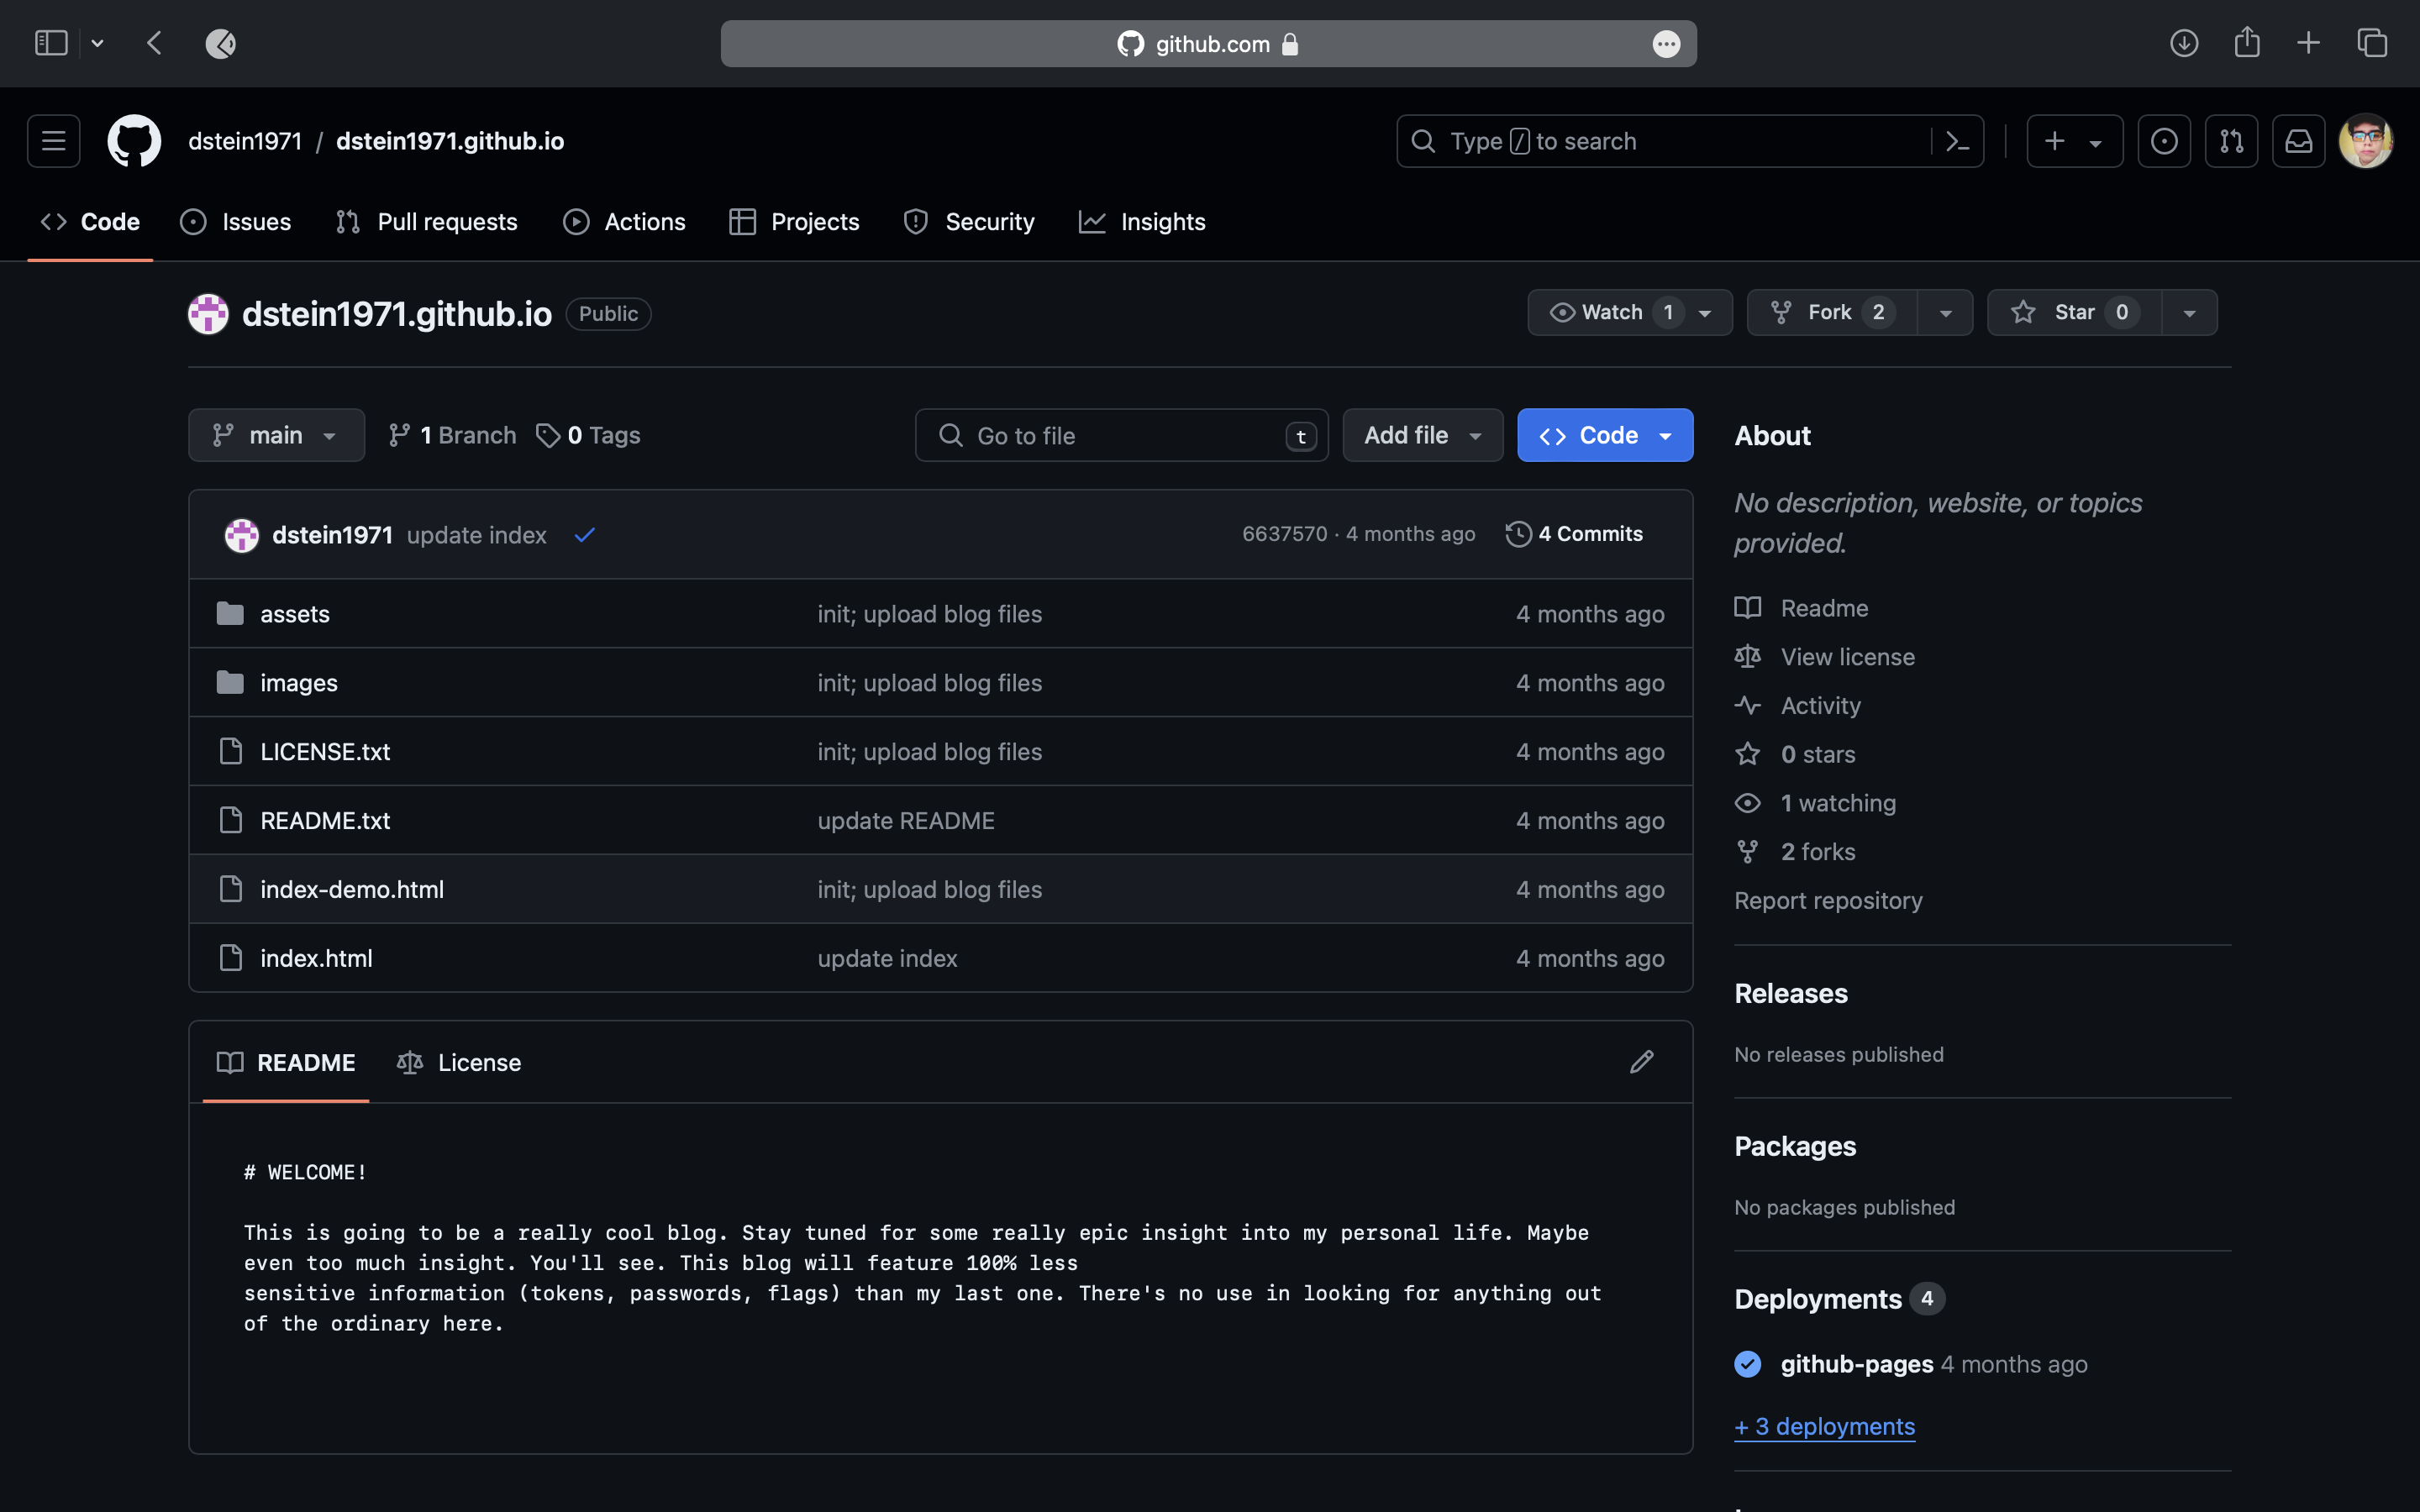 github.com
dstein1971 / dstein1971.github.io
Type / to search
Code Issues Pull requests Actions Projects Security Insights
dstein1971.github.io Public
Watch 1 Fork 2 Star 0
main 1 Branch 0 Tags
Go to file t
Add file
Code
About
No description, website, or topics
provided.
dstein1971 update index 6637570 · 4 months ago 4 Commits
assets init; upload blog files 4 months ago
images init; upload blog files 4 months ago
LICENSE.txt init; upload blog files 4 months ago
README.txt update README 4 months ago
index-demo.html init; upload blog files 4 months ago
index.html update index 4 months ago
Readme
View license
Activity
0 stars
1 watching
2 forks
Report repository
Releases
No releases published
README License
# WELCOME!
This is going to be a really cool blog. Stay tuned for some really epic insight into my personal life. Maybe
even too much insight. You'll see. This blog will feature 100% less
sensitive information (tokens, passwords, flags) than my last one. There's no use in looking for anything out
of the ordinary here.
Packages
No packages published
Deployments 4
github-pages 4 months ago
+ 3 deployments